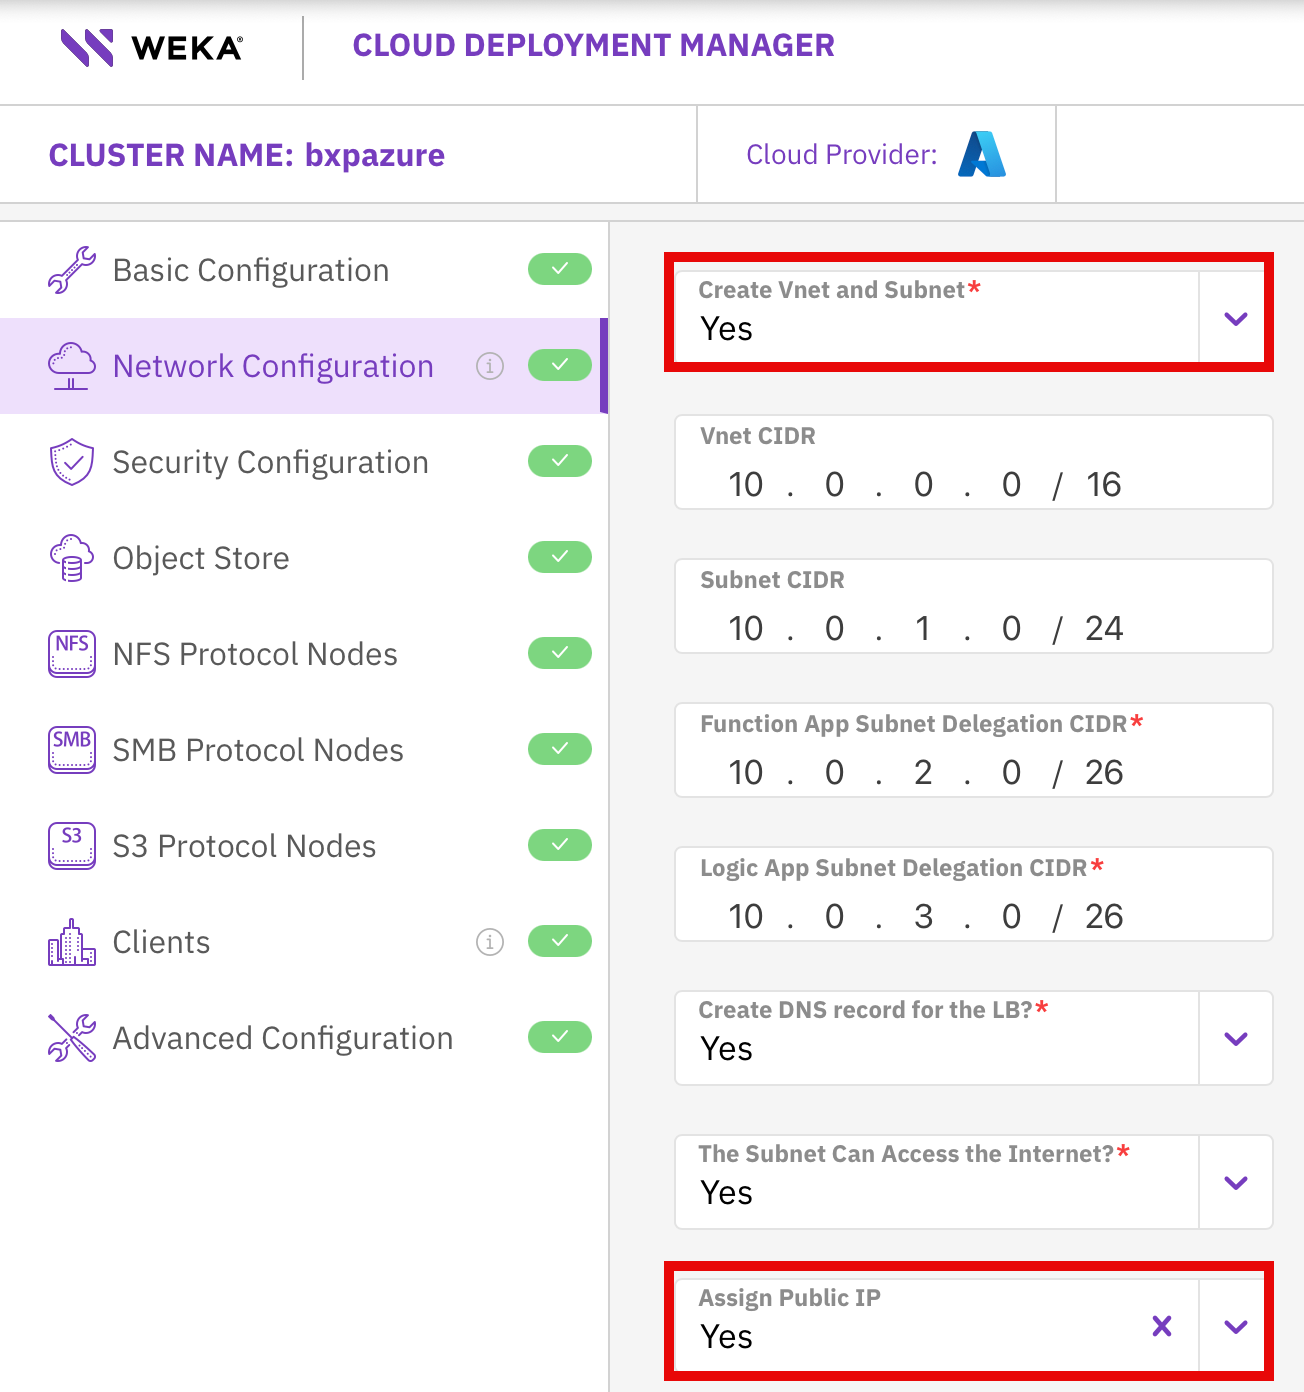 WEKA®
CLOUD DEPLOYMENT MANAGER
CLUSTER NAME: bxpazure
Cloud Provider:
Basic Configuration
Network Configuration
Security Configuration
Object Store
NFS
NFS Protocol Nodes
SMB
SMB Protocol Nodes
S3
S3 Protocol Nodes
Clients
Advanced Configuration
Create Vnet and Subnet*
Yes
Vnet CIDR
10 . 0 . 0 . 0 / 16
Subnet CIDR
10 . 0 . 1 . 0 / 24
Function App Subnet Delegation CIDR*
10 . 0 . 2 . 0 / 26
Logic App Subnet Delegation CIDR*
10 . 0 . 3 . 0 / 26
Create DNS record for the LB?*
Yes
The Subnet Can Access the Internet?*
Yes
Assign Public IP
Yes